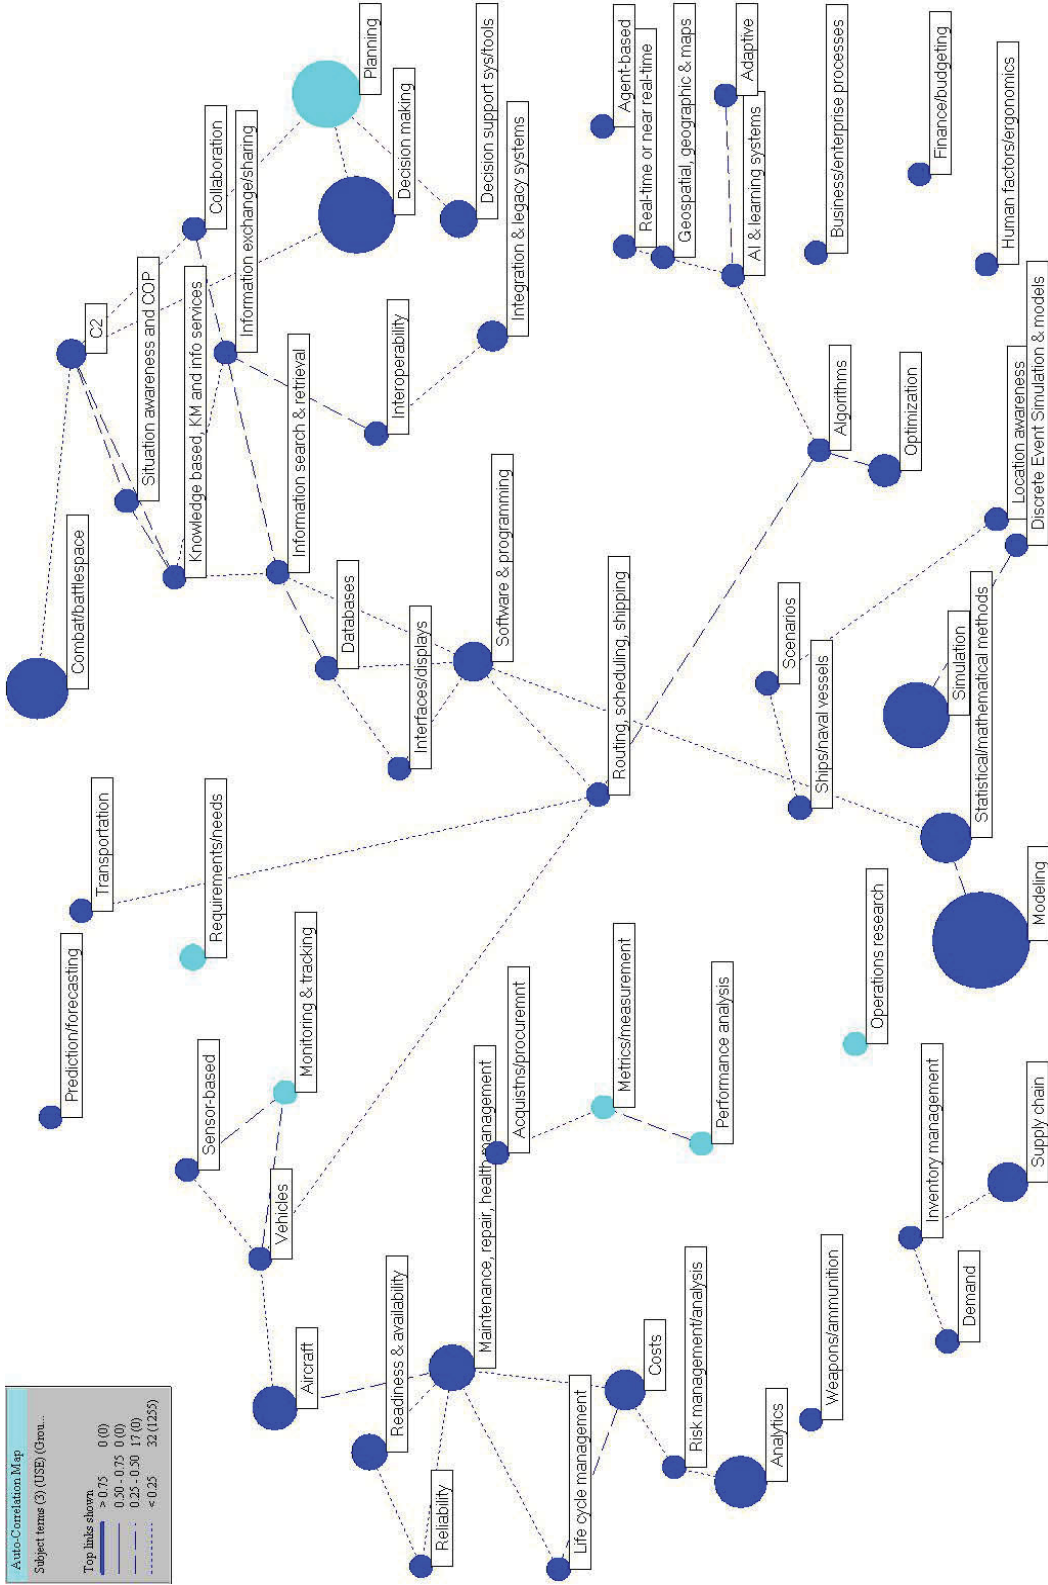 Auto-Correlation Map
Subject terms (3) (USE) (Grou...
Top links shown
> 0.75 0 (0)
0.50 - 0.75 0 (0)
0.25 - 0.50 17 (0)
< 0.25 32 (1255)
Prediction/forecasting
Transportation
Combat/battlespace
C2
Situation awareness and COP
Collaboration
Knowledge based, KM and info services
Requirements/needs
Sensor-based
Information exchange/sharing
Planning
Monitoring & tracking
Vehicles
Information search & retrieval
Aircraft
Databases
Decision making
Readiness & availability
Interfaces/displays
Interoperability
Reliability
Maintenance, repair, health management
Software & programming
Decision support sys/tools
Acquistns/procuremnt
Integration & legacy systems
Life cycle management
Routing, scheduling, shipping
Agent-based
Metrics/measurement
Real-time or near real-time
Costs
Geospatial, geographic & maps
Risk management/analysis
Performance analysis
Adaptive
AI & learning systems
Analytics
Scenarios
Weapons/ammunition
Ships/naval vessels
Algorithms
Business/enterprise processes
Operations research
Optimization
Inventory management
Finance/budgeting
Simulation
Demand
Statistical/mathematical methods
Human factors/ergonomics
Location awareness
Discrete Event Simulation & models
Supply chain
Modeling